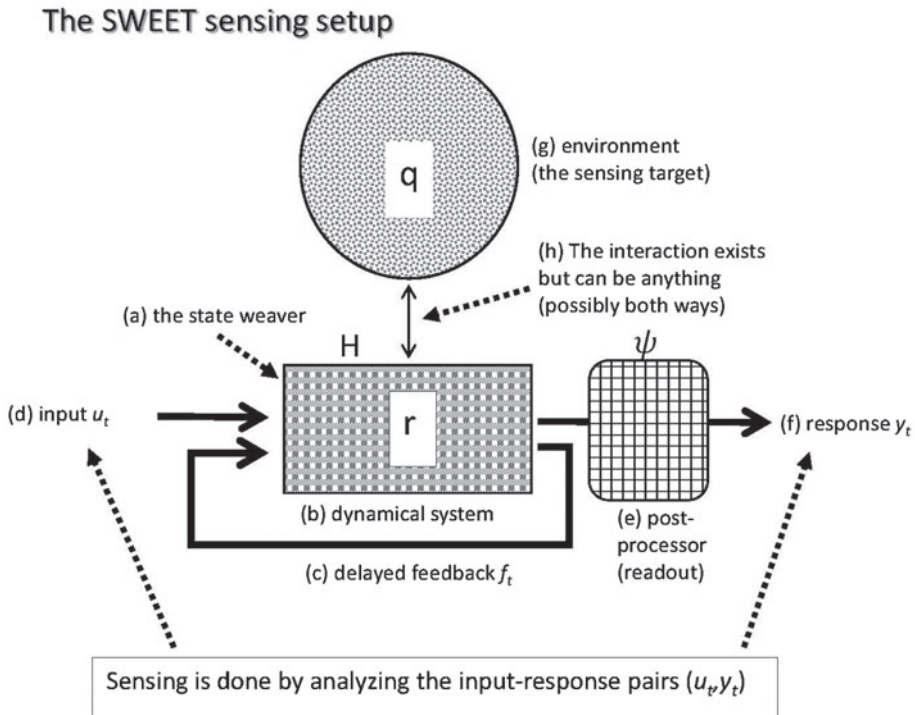 The SWEET sensing setup
q
(g) environment
(the sensing target)
(h) The interaction exists
but can be anything
(possibly both ways)
(a) the state weaver
H
ψ
(d) input uₜ
r
(f) response yₜ
(b) dynamical system
(e) post-
processor
(readout)
(c) delayed feedback fₜ
Sensing is done by analyzing the input-response pairs (uₜ,yₜ)